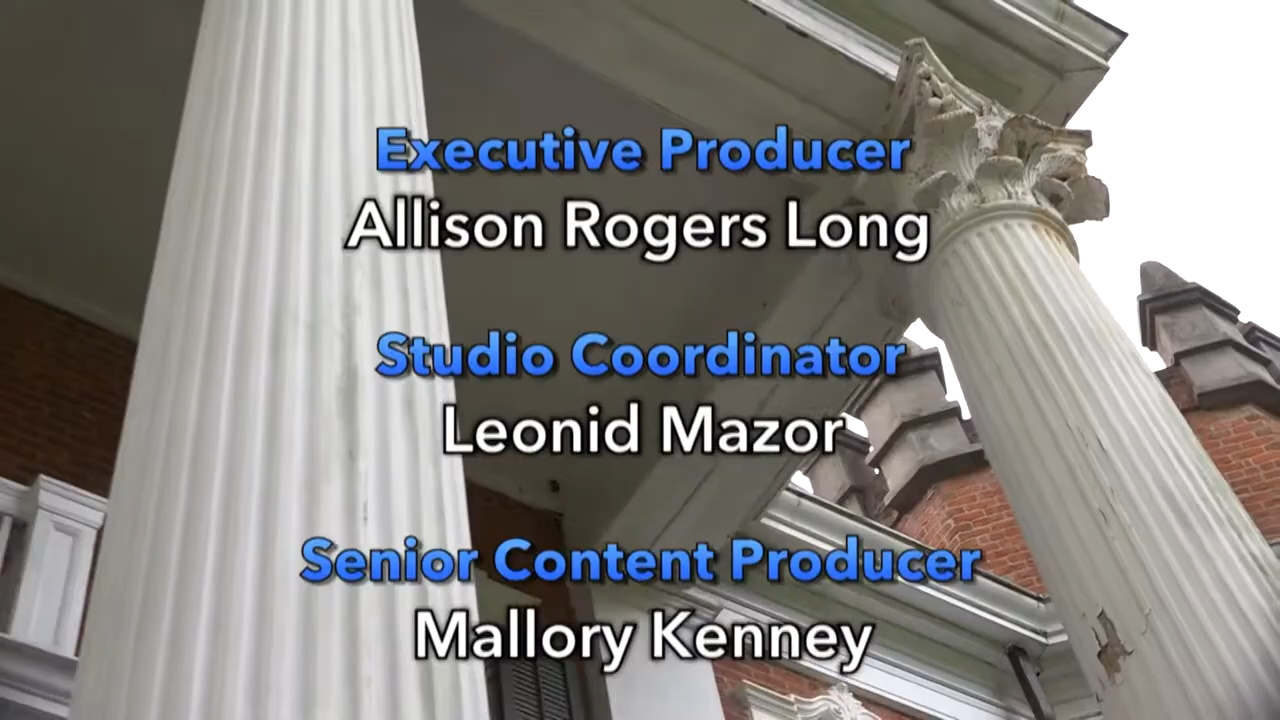 Executive Producer
Allison Rogers Long
Studio Coordinator
Leonid Mazor
Senior Content Producer
Mallory Kenney